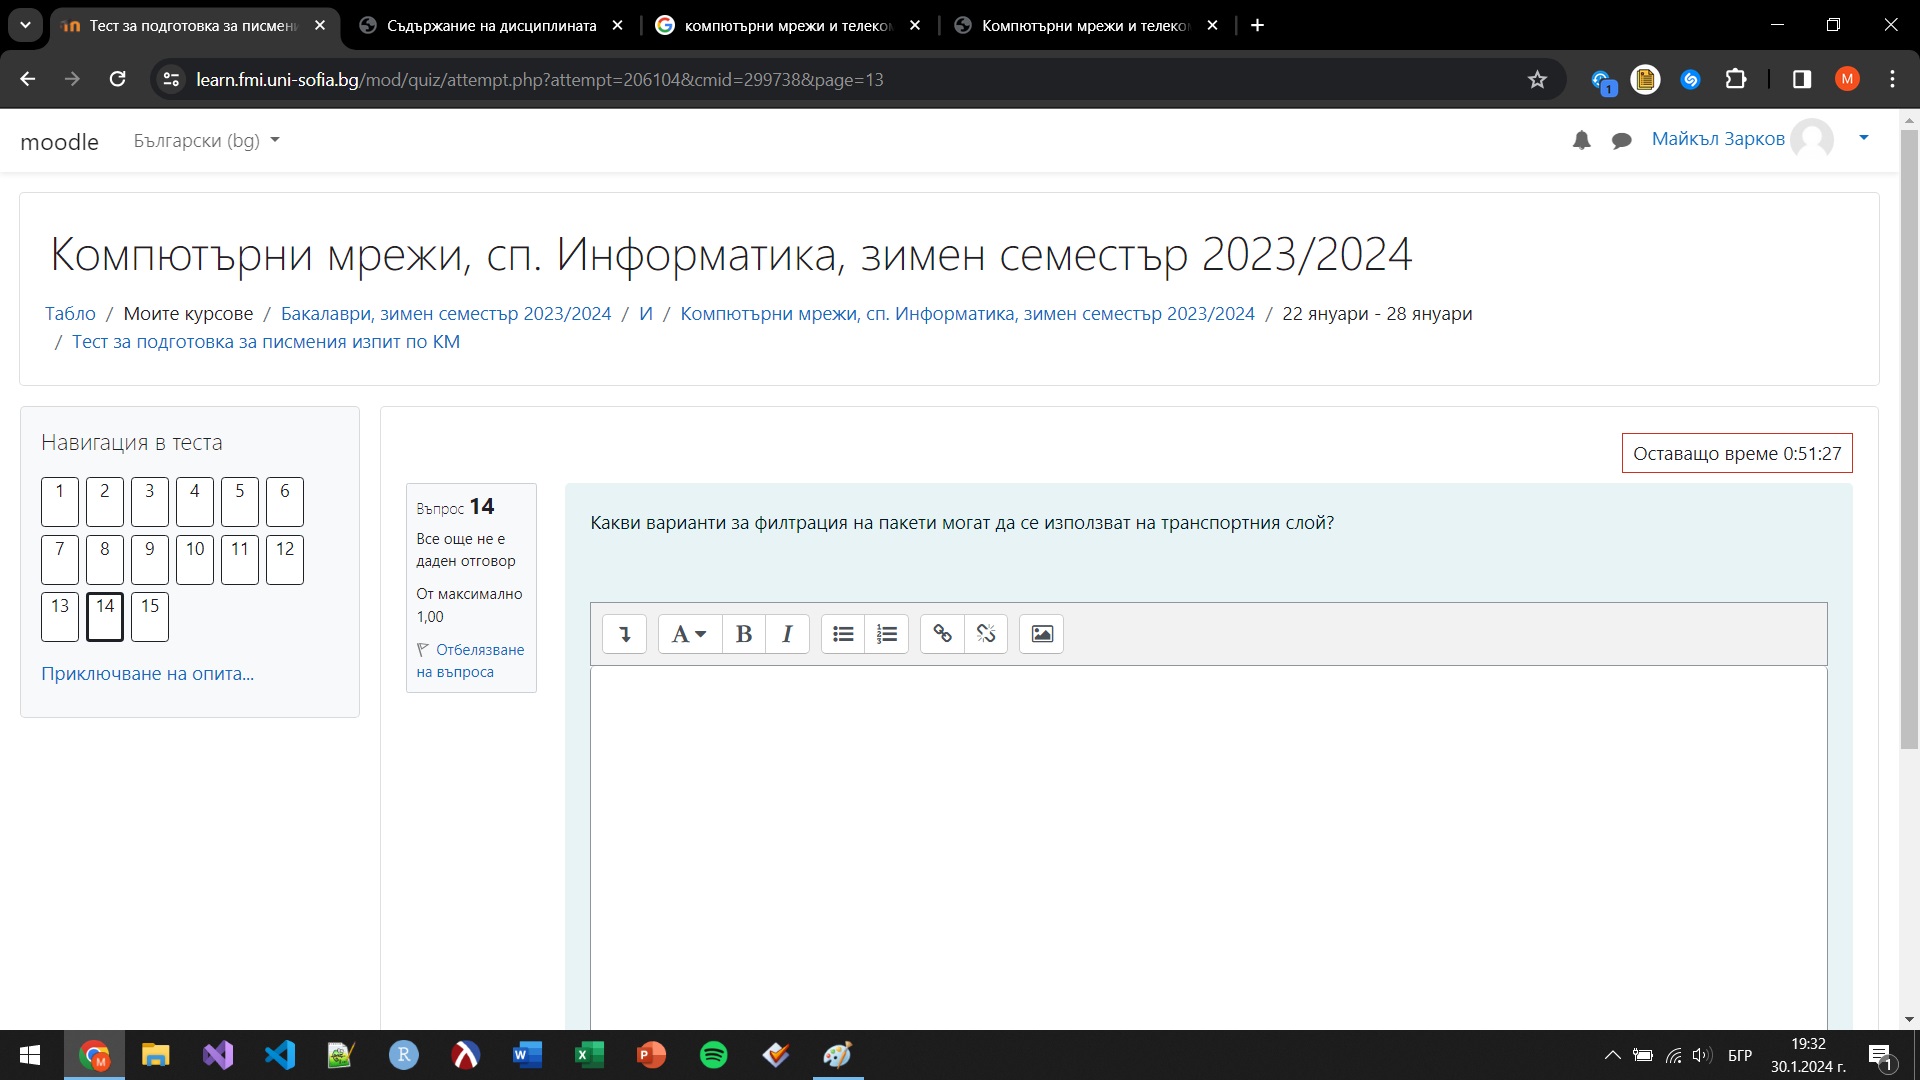 Тест за подготовка за писмен
Съдържание на дисциплината
компютърни мрежи и телеко
Компютърни мрежи и телеко
learn.fmi.uni-sofia.bg/mod/quiz/attempt.php?attempt=206104&cmid=299738&page=13
1
M
moodle
Български (bg)
Майкъл Зарков
Компютърни мрежи, сп. Информатика, зимен семестър 2023/2024
Табло / Моите курсове / Бакалаври, зимен семестър 2023/2024 / И / Компютърни мрежи, сп. Информатика, зимен семестър 2023/2024 / 22 януари - 28 януари
/ Тест за подготовка за писмения изпит по КМ
Навигация в теста
1 2 3 4 5 6
7 8 9 10 11 12
13 14 15
Приключване на опита...
Оставащо време 0:51:27
Въпрос 14
Все още не е
даден отговор
От максимално
1,00
Отбелязване
на въпроса
Какви варианти за филтрация на пакети могат да се използват на транспортния слой?
A B I
БГР
19:32
30.1.2024 г.
1